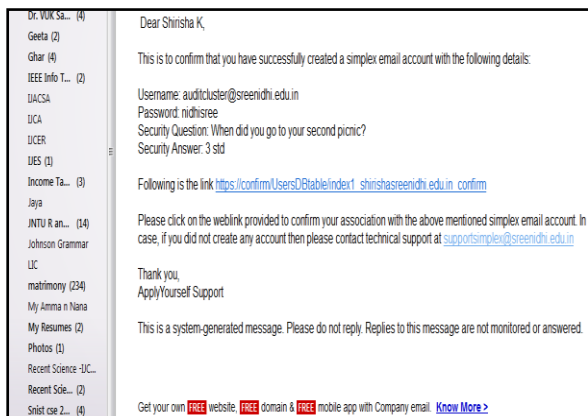 Dr. VUK Sa... (4)
Geeta (2)
Ghar (4)
IEEE Info T... (2)
IJACSA
IJCA
IJCER
IJES (1)
Income Ta... (3)
Jaya
JNTU R an... (14)
Johnson Grammar
LIC
matrimony (234)
My Amma n Nana
My Resumes (2)
Photos (1)
Recent Science -IJC...
Recent Scie... (2)
Snist cse 2... (4)
Dear Shirisha K,
This is to confirm that you have successfully created a simplex email account with the following details:
Username: auditcluster@sreenidhi.edu.in
Password: nidhisree
Security Question: When did you go to your second picnic?
Security Answer: 3 std
Following is the link https://confirm/UsersDBtable/index1_shirishasreenidhi.edu.in_confirm
Please click on the weblink provided to confirm your association with the above mentioned simplex email account. In
case, if you did not create any account then please contact technical support at supportsimplex@sreenidhi.edu.in
Thank you,
ApplyYourself Support
This is a system-generated message. Please do not reply. Replies to this message are not monitored or answered.
Get your own FREE website, FREE domain & FREE mobile app with Company email. Know More >